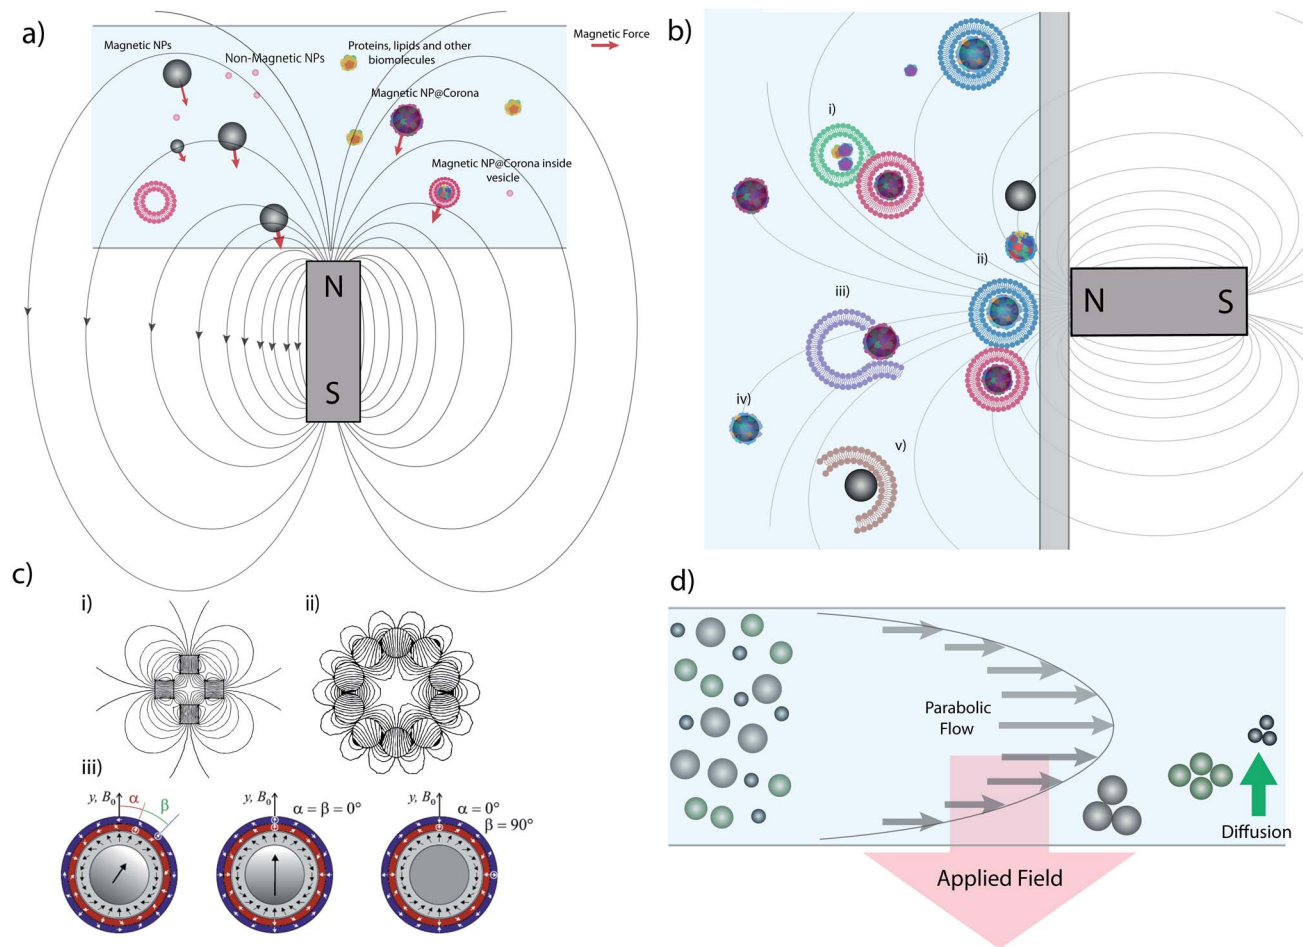 a)
Magnetic NPs
Non-Magnetic NPs
Proteins, lipids and other
biomolecules
Magnetic Force
Magnetic NP@Corona
Magnetic NP@Corona inside
vesicle
N
S
b)
i)
ii)
iii)
iv)
v)
N
S
c)
i)
ii)
iii)
y, B₀
α
β
y, B₀
α = β = 0°
y, B₀
α = 0°
β = 90°
d)
Parabolic
Flow
Applied Field
Diffusion